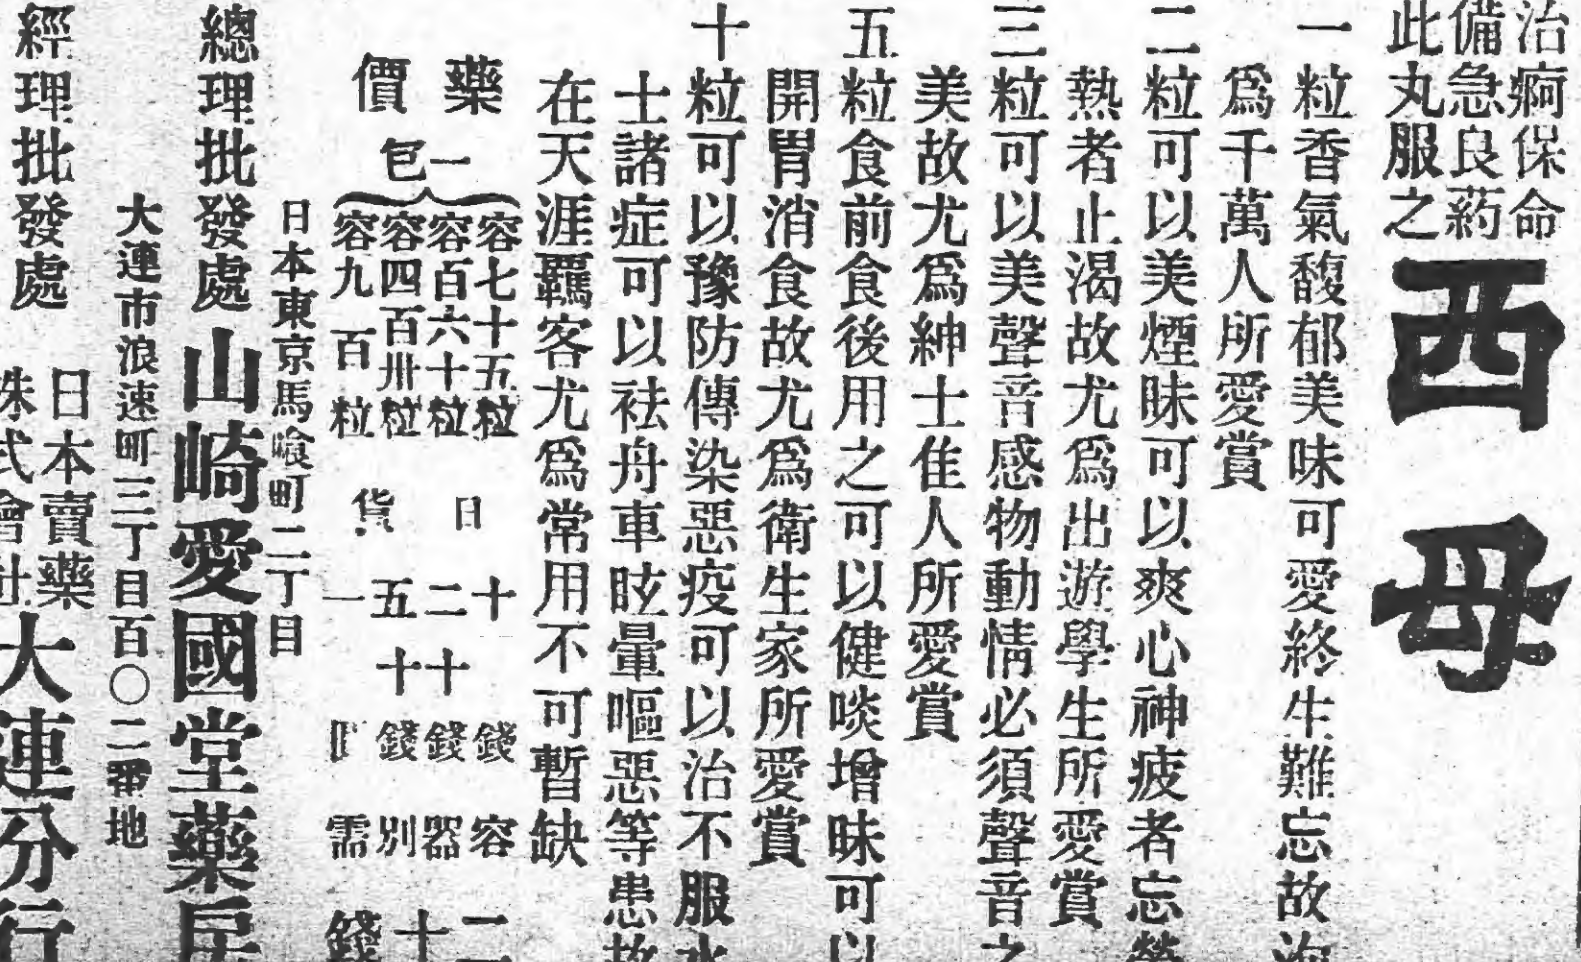 治痾保命
備急良葯
此丸服之
西母
一粒香氣馥郁美味可愛終生難忘故
爲千萬人所愛賞
二粒可以美煙味可以爽心神疲者忘勞
熱者止渴故尤爲出遊學生所愛賞
三粒可以美聲音感物動情必須聲音之
美故尤爲紳士佳人所愛賞
五粒食前食後用之可以健啖增味可以
開胃消食故尤爲衛生家所愛賞
十粒可以豫防傳染惡疫可以治不服水
士諸症可以袪舟車眩暈嘔惡等患故
在天涯羈客尤爲常用不可暫缺
藥價
一包
容七十五粒
容百六十粒
容四百卅粒
容九百粒
日貨
十錢
二十錢
五十錢
一
容器別需
二十錢
日本東京馬喰町二丁目
總理批發處 山崎愛國堂藥房
大連市浪速町三丁目百〇二番地
經理批發處
日本賣藥株式會社
大連分行